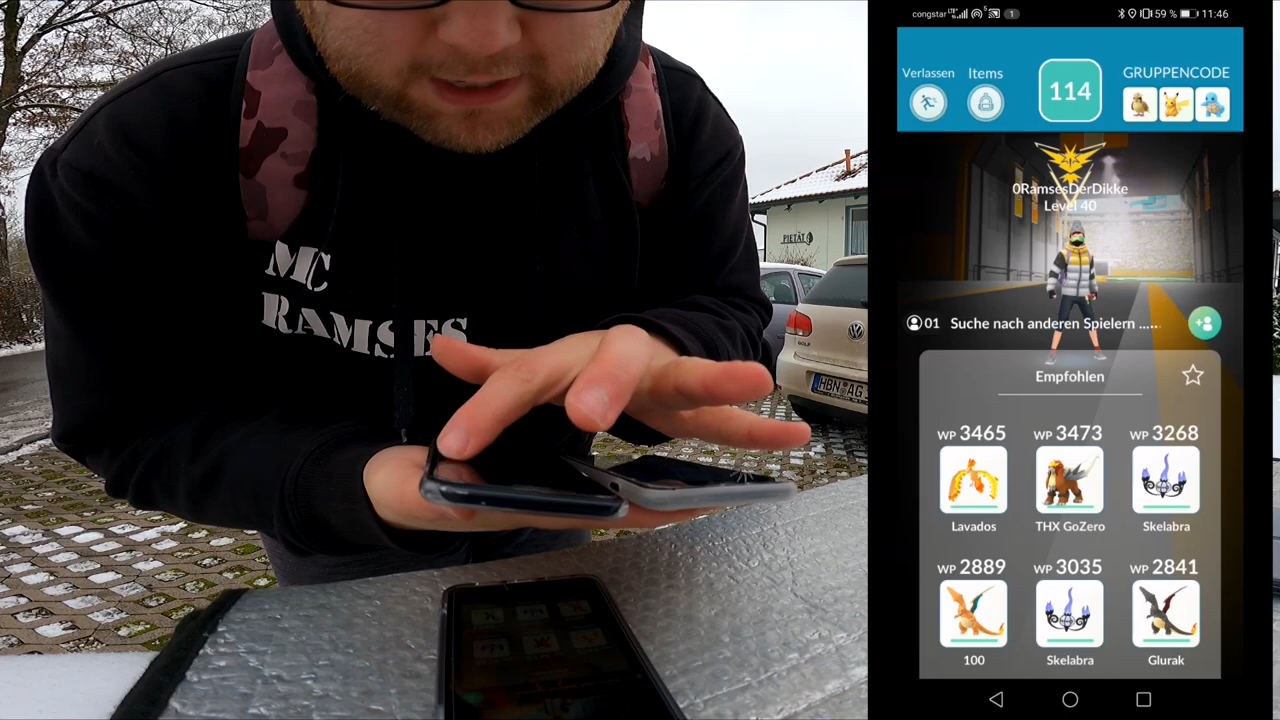 MC
RAMSES
PIETÄT
GOLF
HBN AG
congstar 1 59 % 11:46
Verlassen Items 114 GRUPPENCODE
0RamsesDerDikke
Level 40
01 Suche nach anderen Spielern ......
Empfohlen
WP 3465 WP 3473 WP 3268
Lavados THX GoZero Skelabra
WP 2889 WP 3035 WP 2841
100 Skelabra Glurak